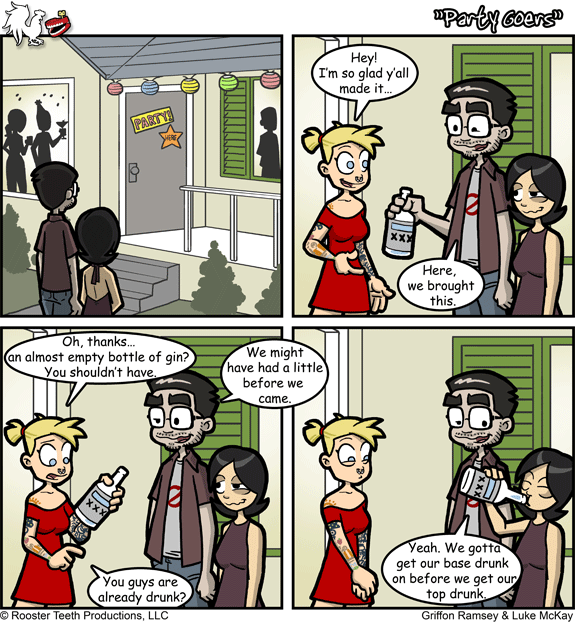 "Party Goers"
PARTY!
HERE
Hey!
I'm so glad y'all
made it...
XXX
Here,
we brought
this.
Oh, thanks...
an almost empty bottle of gin?
You shouldn't have.
We might
have had a little
before we
came.
XXX
You guys are
already drunk?
XXX
Yeah. We gotta
get our base drunk
on before we get our
top drunk.
© Rooster Teeth Productions, LLC
Griffon Ramsey & Luke McKay